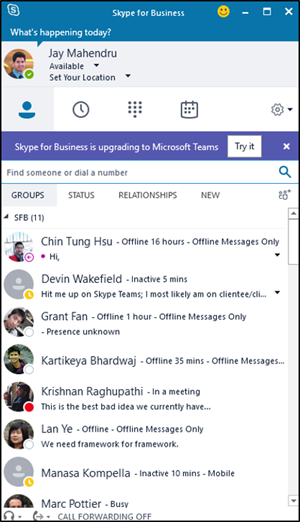 Skype for Business
What's happening today?
Jay Mahendru
Available
Set Your Location
Skype for Business is upgrading to Microsoft Teams Try it
Find someone or dial a number
GROUPS STATUS RELATIONSHIPS NEW
SFB (11)
Chin Tung Hsu - Offline 16 hours - Offline Messages Only
Hi,
Devin Wakefield - Inactive 5 mins
Hit me up on Skype Teams; I most likely am on clientee/cli...
Grant Fan - Offline 1 hour - Offline Messages Only
- Presence unknown
Kartikeya Bhardwaj - Offline 35 mins - Offline Messages...
Krishnan Raghupathi - In a meeting
This is the best bad idea we currently have...
Lan Ye - Offline - Offline Messages Only
We need framework for framework.
Manasa Kompella - Inactive 10 mins - Mobile
Marc Pottier - Busy
CALL FORWARDING OFF